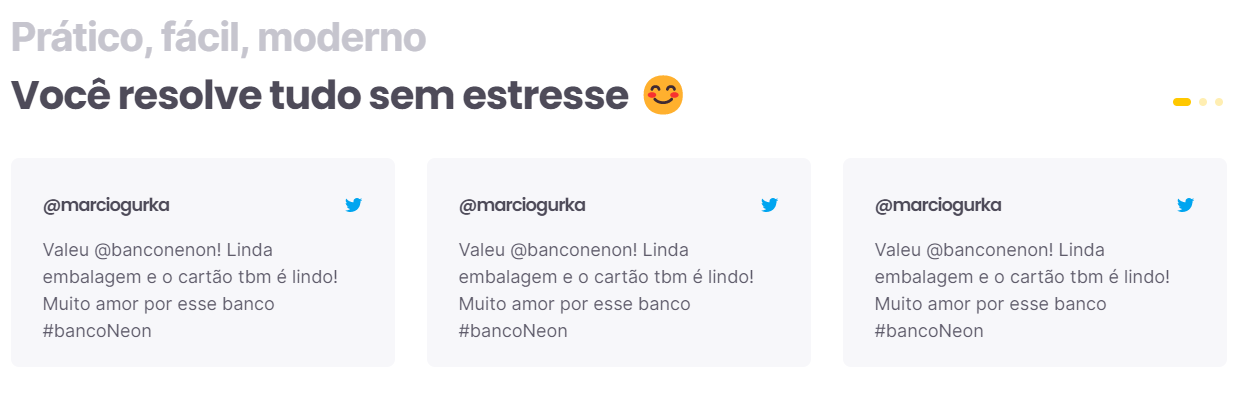 Prático, fácil, moderno
Você resolve tudo sem estresse 😊
@marciogurka
Valeu @banconenon! Linda
embalagem e o cartão tbm é lindo!
Muito amor por esse banco
#bancoNeon
@marciogurka
Valeu @banconenon! Linda
embalagem e o cartão tbm é lindo!
Muito amor por esse banco
#bancoNeon
@marciogurka
Valeu @banconenon! Linda
embalagem e o cartão tbm é lindo!
Muito amor por esse banco
#bancoNeon